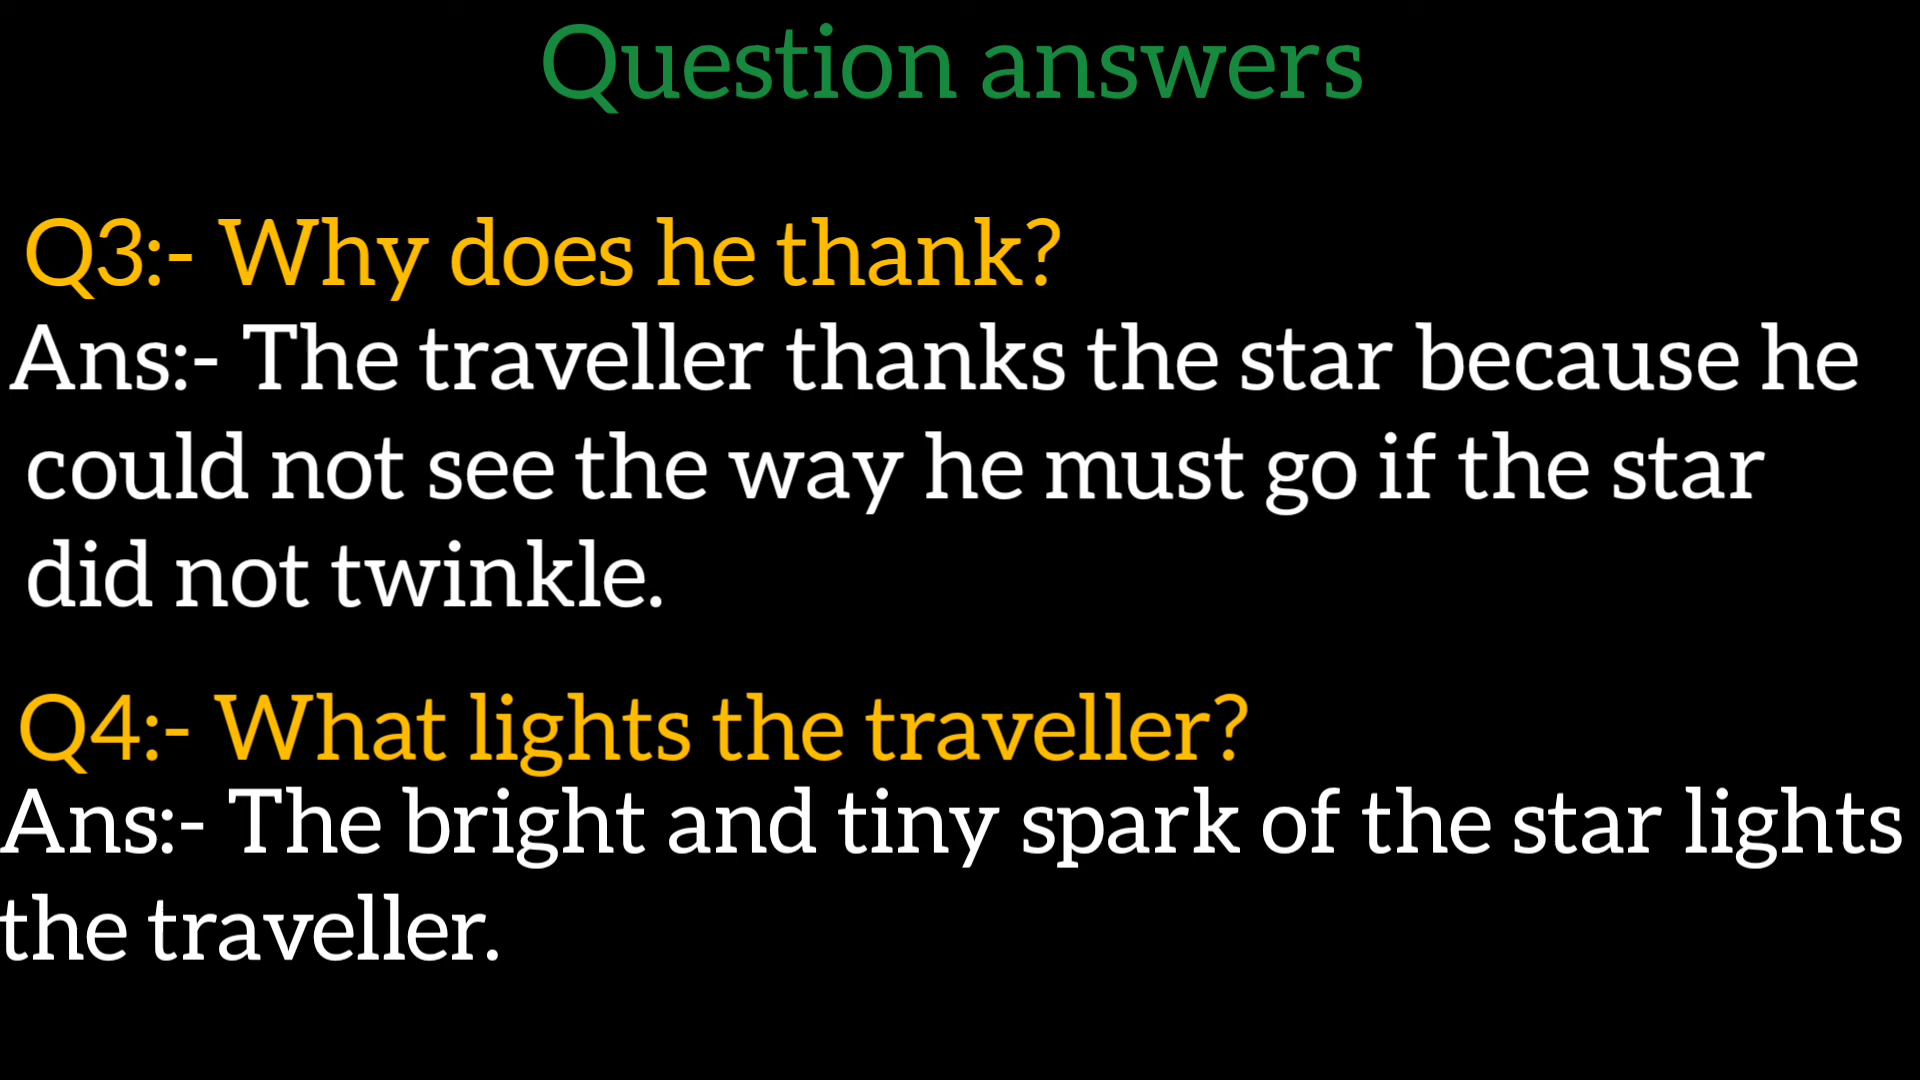 Question answers
Q3:- Why does he thank?
Ans:- The traveller thanks the star because he
could not see the way he must go if the star
did not twinkle.
Q4:- What lights the traveller?
Ans:- The bright and tiny spark of the star lights
the traveller.